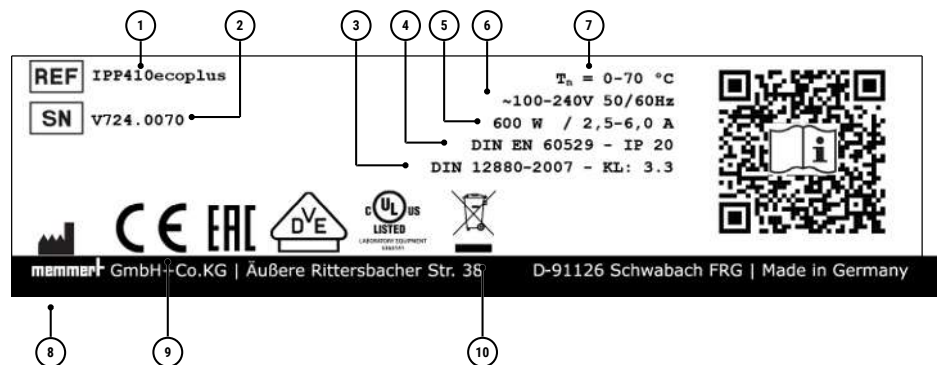 1 2 3 4 5 6 7
REF IPP410ecoplus
SN V724.0070
Tn = 0-70 °C
~100-240V 50/60Hz
600 W / 2,5-6,0 A
DIN EN 60529 - IP 20
DIN 12880-2007 - KL: 3.3
i
CE EAC DVE C UL US
LISTED
LABORATORY EQUIPMENT
memmert GmbH+Co.KG | Äußere Rittersbacher Str. 38 D-91126 Schwabach FRG | Made in Germany
8 9 10